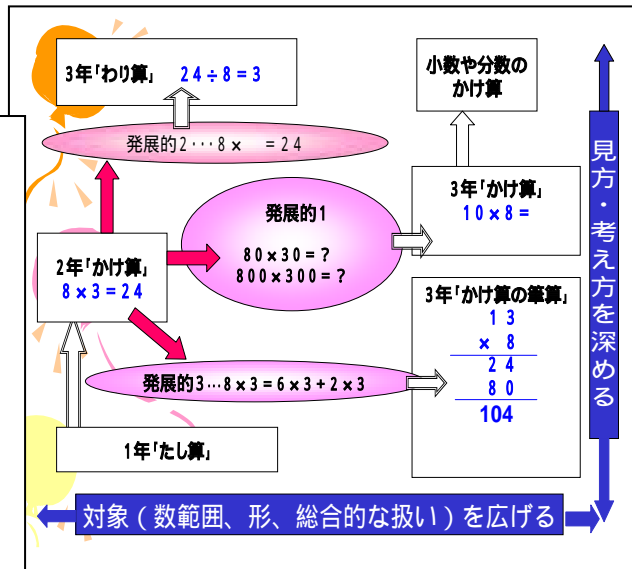 3年「わり算」 24÷8=3
小数や分数の
かけ算
発展的2…8× =24
発展的1
80×30=?
800×300=?
3年「かけ算」
10×8=
2年「かけ算」
8×3=24
3年「かけ算の筆算」
13
× 8
24
80
104
発展的3…8×3=6×3+2×3
1年「たし算」
見方・考え方を深める
対象(数範囲、形、総合的な扱い)を広げる